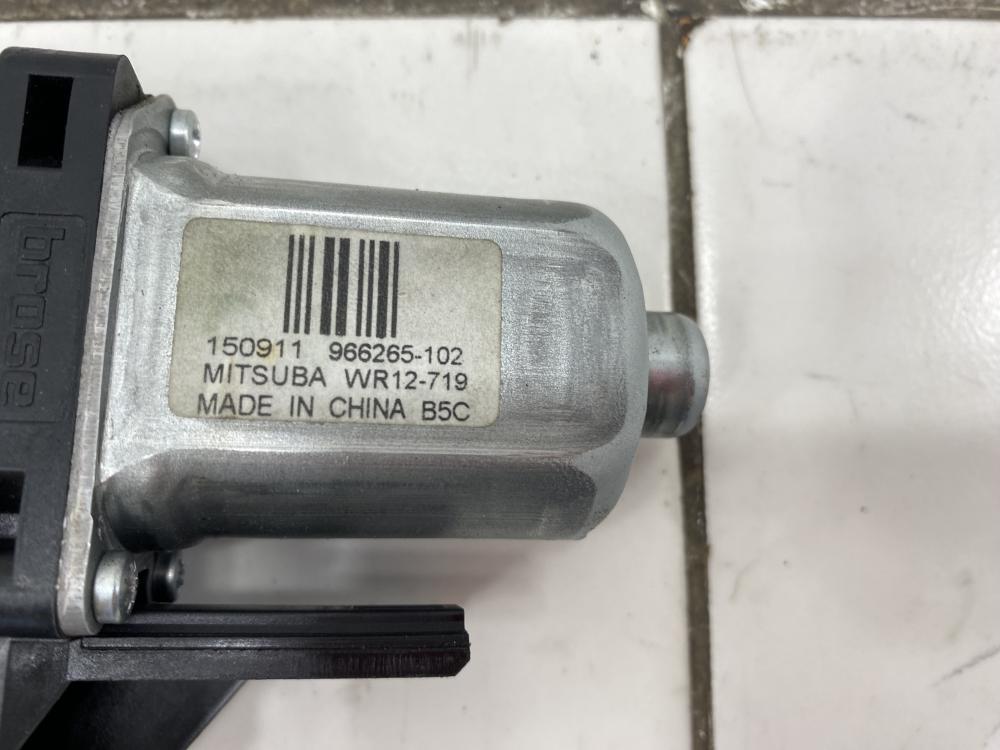 brose
150911 966265-102
MITSUBA WR12-719
MADE IN CHINA B5C